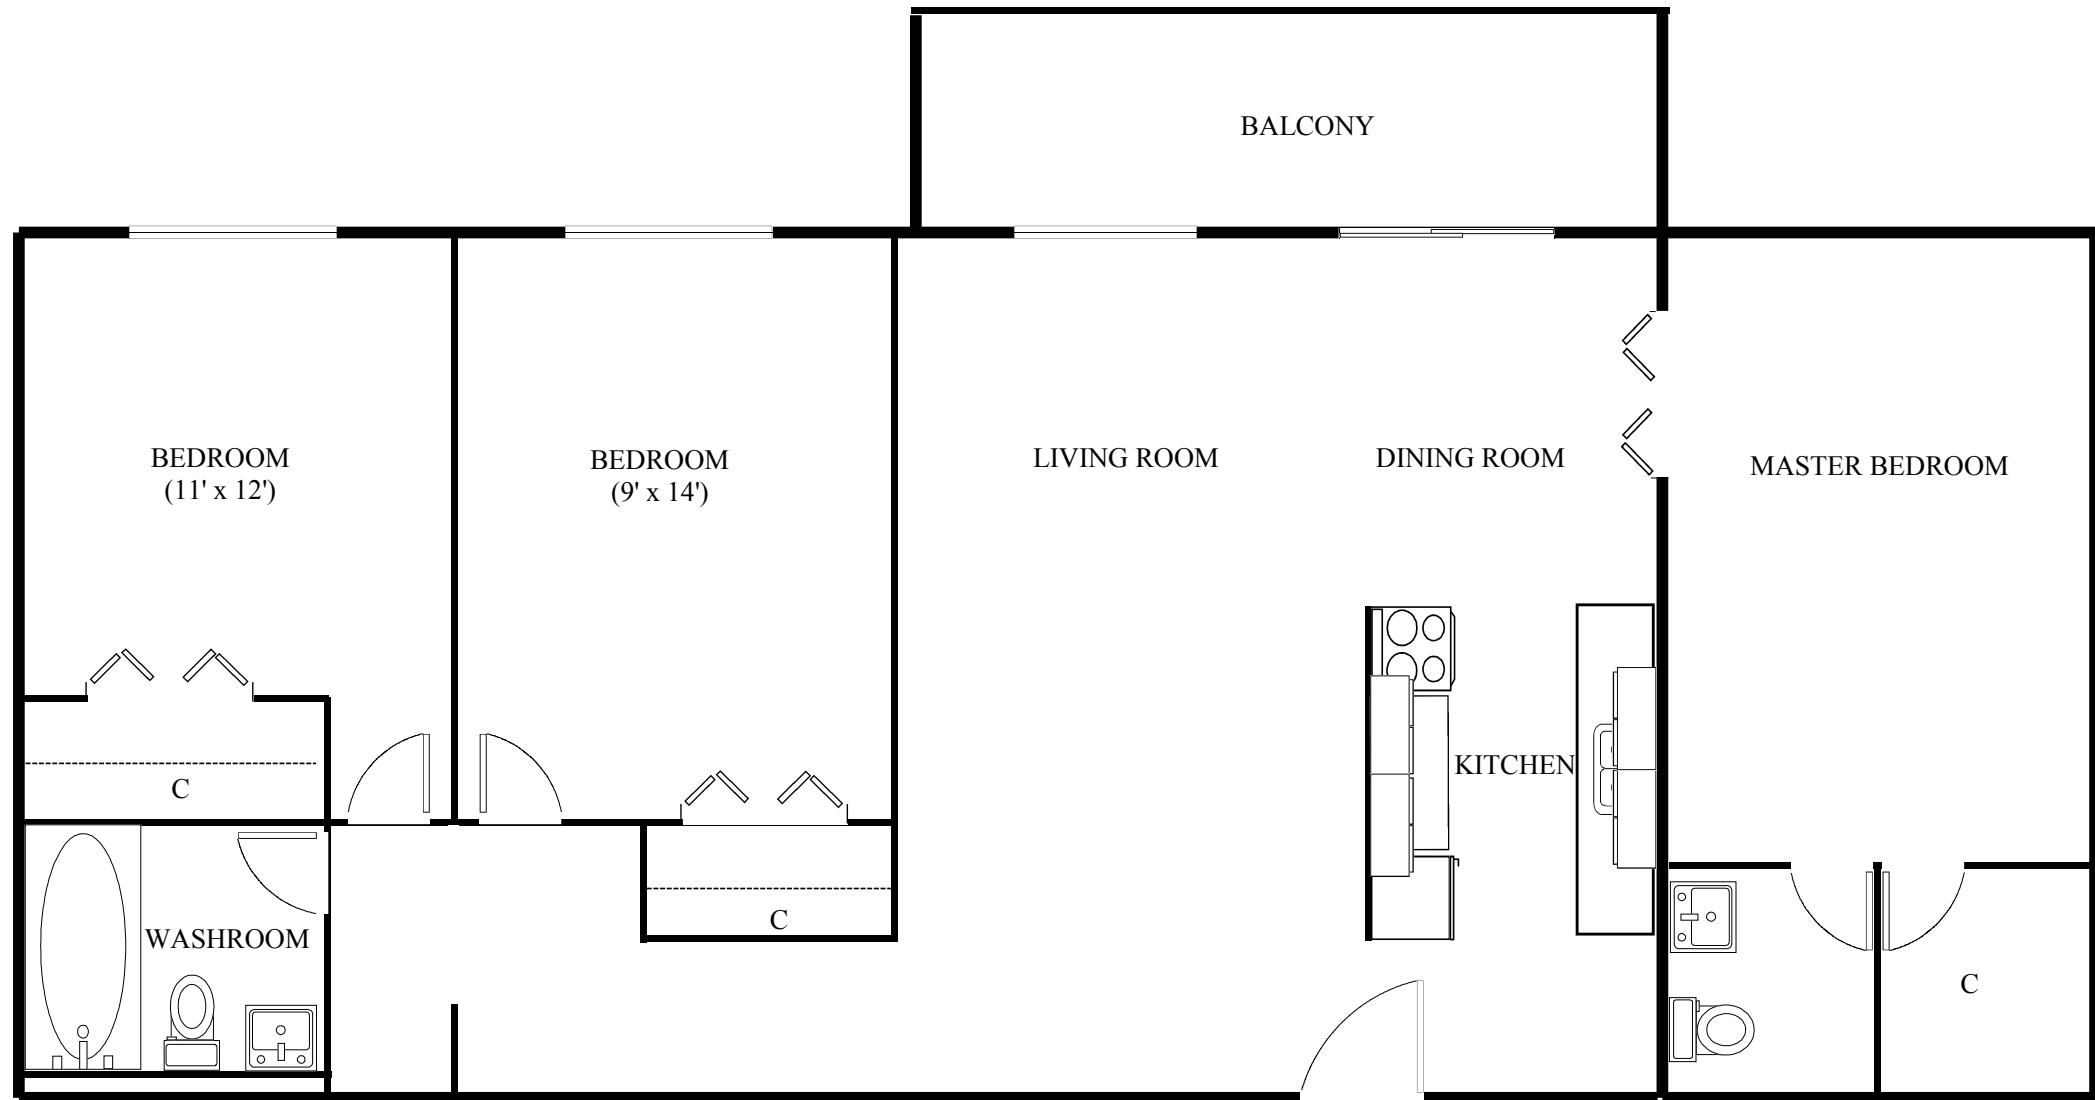 BALCONY
BEDROOM
(11' x 12')
BEDROOM
(9' x 14')
LIVING ROOM
DINING ROOM
MASTER BEDROOM
KITCHEN
C
C
WASHROOM
C